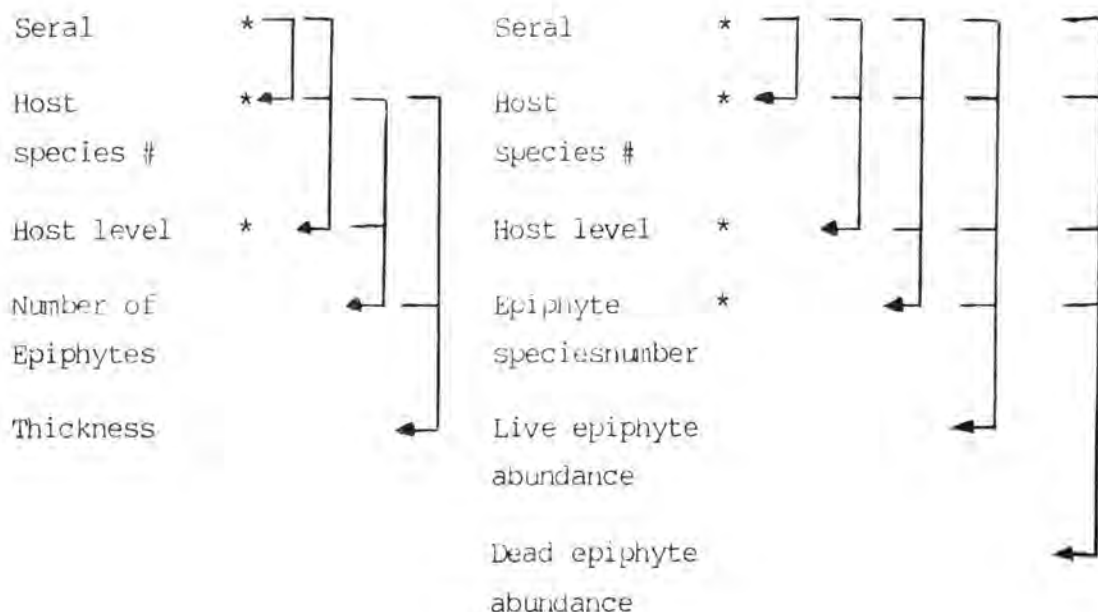 Seral *
Host *
species #
Host level *
Number of
Epiphytes
Thickness
Seral *
Host *
species #
Host level *
Epiphyte *
speciesnumber
Live epiphyte
abundance
Dead epiphyte
abundance